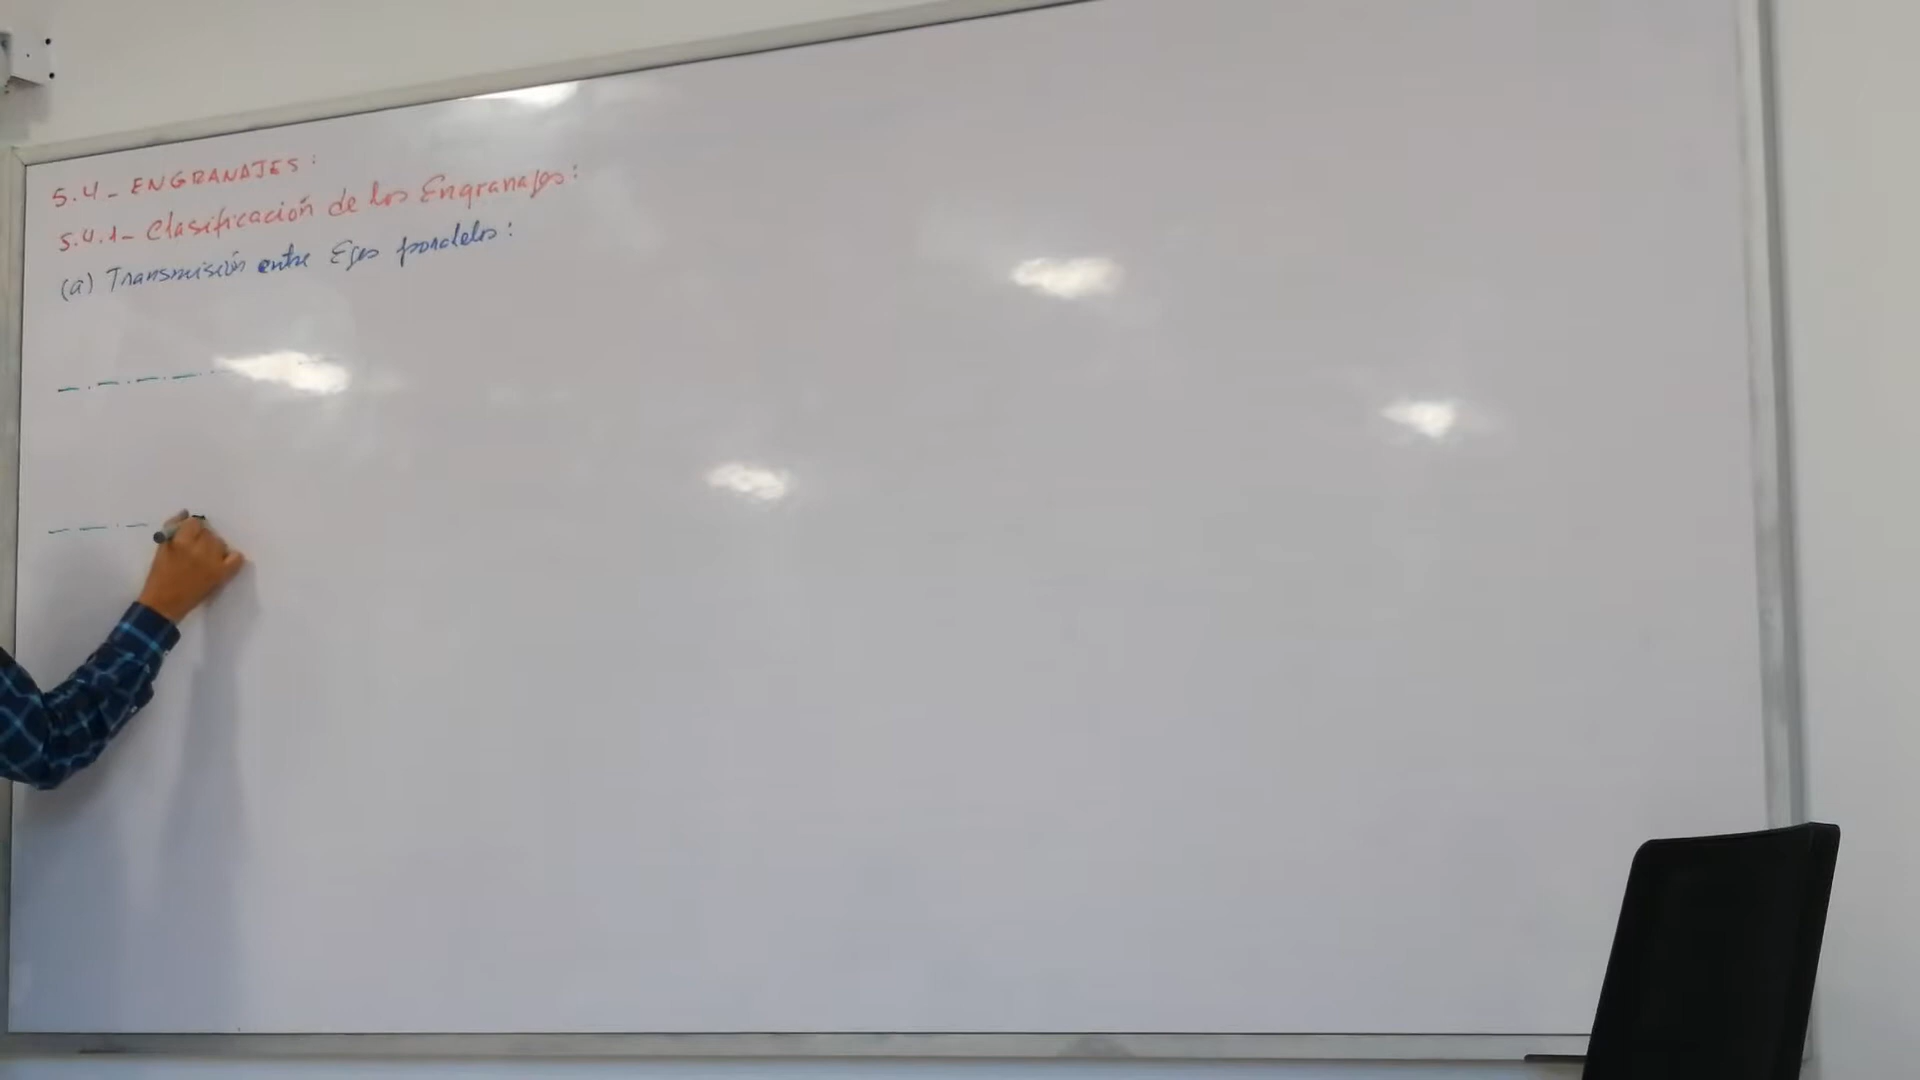 5.4- ENGRANAJES:
5.4.1- Clasificación de los Engranajes:
(a) Transmisión entre Ejes paralelos: